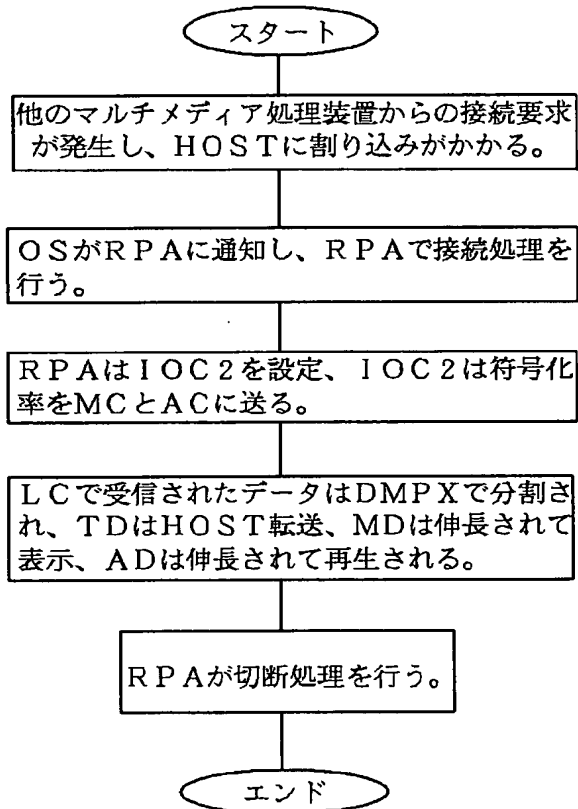 スタート
他のマルチメディア処理装置からの接続要求
が発生し、HOSTに割り込みがかかる。
OSがRPAに通知し、RPAで接続処理を
行う。
RPAはIOC2を設定、IOC2は符号化
率をMCとACに送る。
LCで受信されたデータはDMPXで分割さ
れ、TDはHOST転送、MDは伸長されて
表示、ADは伸長されて再生される。
RPAが切断処理を行う。
エンド